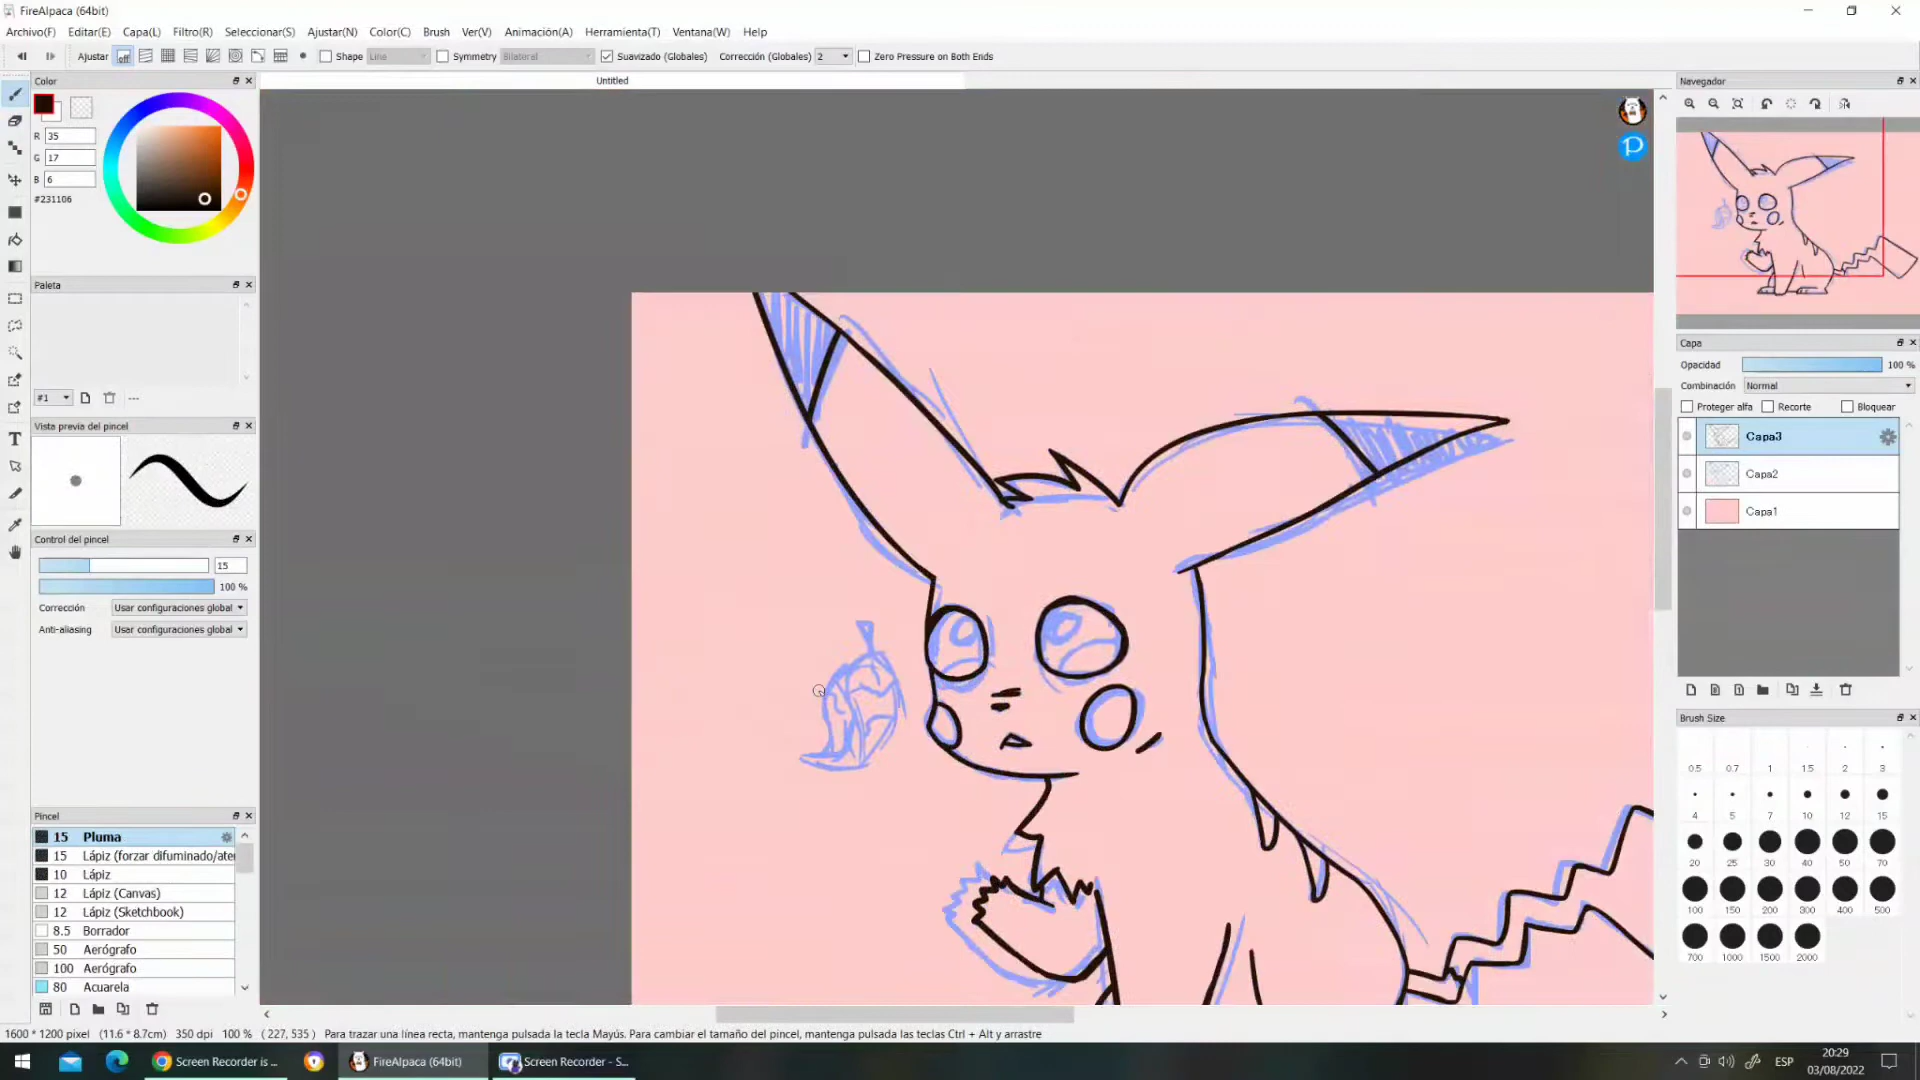 FireAlpaca (64bit)
Archivo(F) Editar(E) Capa(L) Filtro(R) Seleccionar(S) Ajustar(N) Color(C) Brush Ver(V) Animación(A) Herramienta(T) Ventana(W) Help
Ajustar off Shape Line Symmetry Bilateral Suavizado (Globales) Corrección (Globales) 2 Zero Pressure on Both Ends
Color
Untitled
Navegador
R 35
G 17
B 6
#231106
Paleta
#1
Vista previa del pincel
Control del pincel
15
100 %
Corrección Usar configuraciones global
Anti-aliasing Usar configuraciones global
Pincel
15 Pluma
15 Lápiz (forzar difuminado/ate
10 Lápiz
12 Lápiz (Canvas)
12 Lápiz (Sketchbook)
8.5 Borrador
50 Aerógrafo
100 Aerógrafo
80 Acuarela
Capa
Opacidad 100 %
Combinación Normal
Proteger alfa Recorte Bloquear
Capa3
Capa2
Capa1
Brush Size
0.5 0.7 1 1.5 2 3
4 5 7 10 12 15
20 25 30 40 50 70
100 150 200 300 400 500
700 1000 1500 2000
1600 * 1200 pixel (11.6 * 8.7cm) 350 dpi 100 % ( 227, 535 ) Para trazar una línea recta, mantenga pulsada la tecla Mayús. Para cambiar el tamaño del pincel, mantenga pulsadas las teclas Ctrl + Alt y arrastre
Screen Recorder is ... FireAlpaca (64bit) Screen Recorder - S... ESP 20:29
03/08/2022